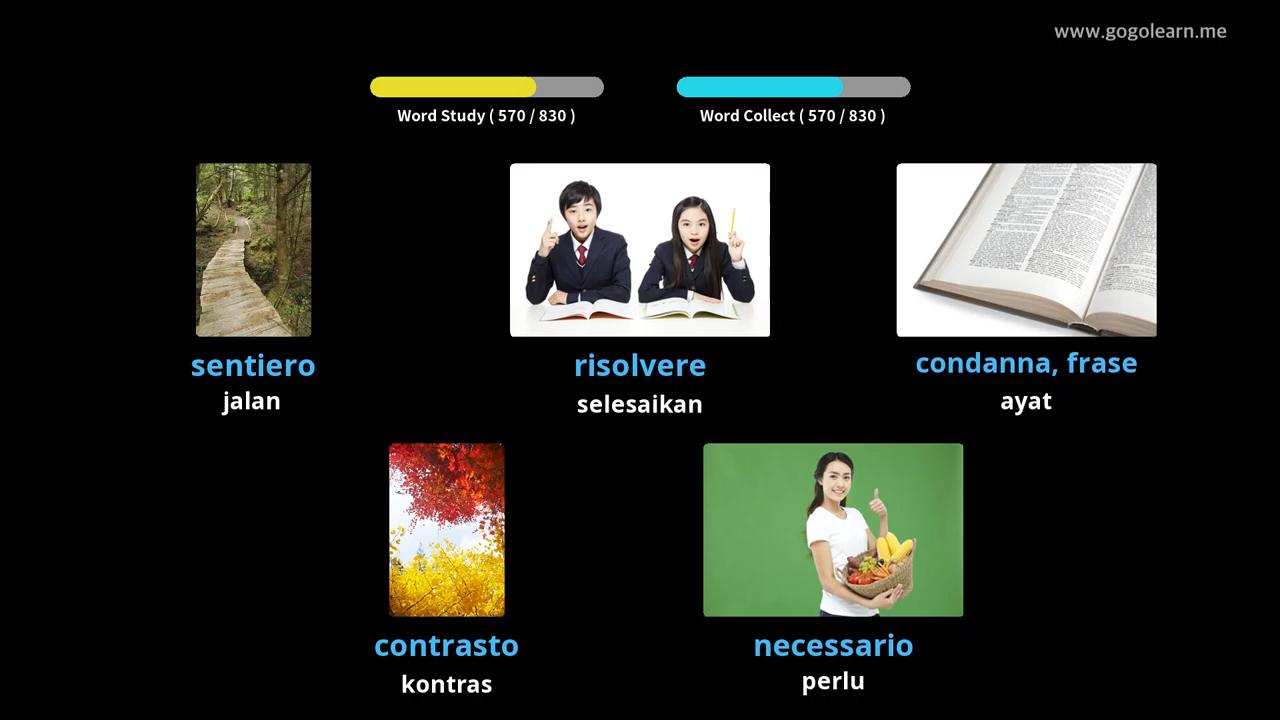 www.gogolearn.me
Word Study ( 570 / 830 )
Word Collect ( 570 / 830 )
sentiero
jalan
risolvere
selesaikan
condanna, frase
ayat
contrasto
kontras
necessario
perlu